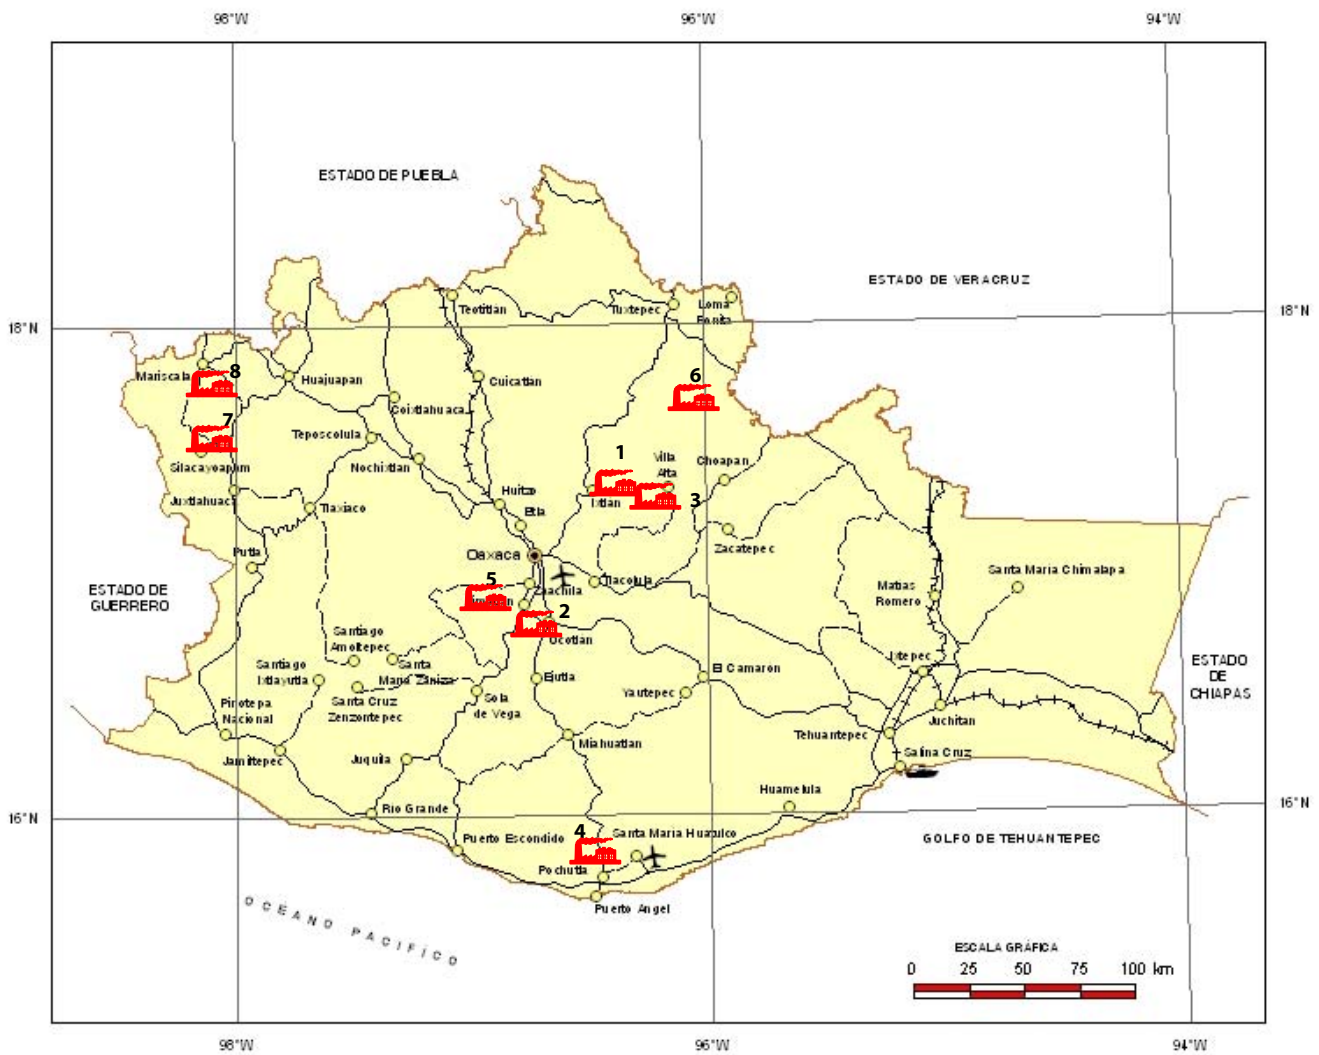 98°W
96°W
94°W
ESTADO DE PUEBLA
ESTADO DE VERACRUZ
Teotitlan
Tuxtepec
Loma
Bonita
18°N
18°N
8
Mariscala
Huajuapan
Cuicatlan
6
Coixtlahuaca
7
Teposcolula
Nochixtlan
1
Villa
Alta
Choapan
Silacayoapam
Juxtlahuaca
Huitzo
Ixtlan
3
Tlaxiaco
Etla
Oaxaca
Zacatepec
Putla
ESTADO DE
GUERRERO
5
Zaachila
Tlacolula
Matias
Romero
Santa Maria Chimalapa
2
Ocotlan
Santiago
Amoltepec
Santiago
Ixtlayutla
Santa
Maria Zaniza
Ejutla
El Camaron
Ixtepec
ESTADO
DE
CHIAPAS
Yautepec
Pinotepa
Nacional
Santa Cruz
Zenzontepec
Sola
de Vega
Juchitan
Tehuantepec
Miahuatlan
Jamiltepec
Juquila
Salina Cruz
Huamelula
Rio Grande
16°N
16°N
4
Puerto Escondido
Santa Maria Huatulco
GOLFO DE TEHUANTEPEC
Pochutla
Puerto Angel
OCEANO PACIFICO
ESCALA GRÁFICA
0 25 50 75 100 km
98°W
96°W
94°W